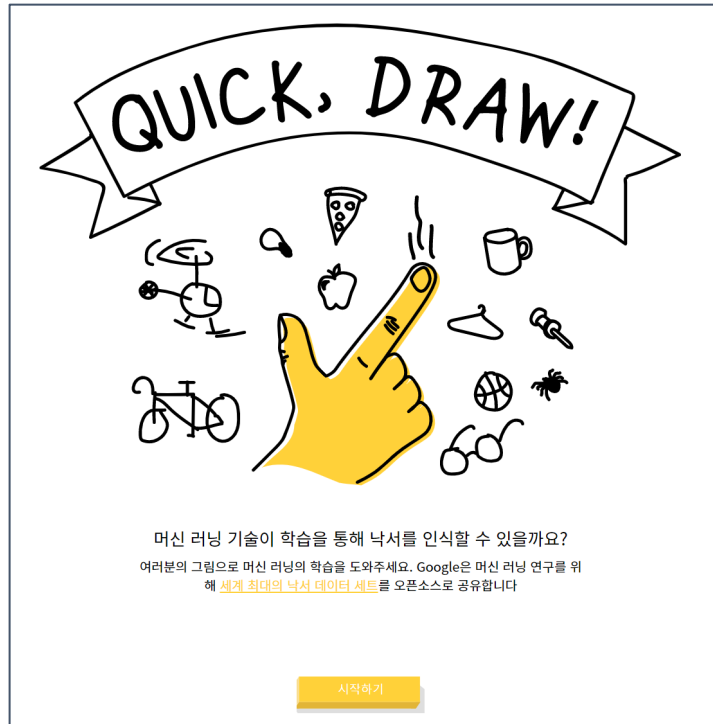 QUICK, DRAW!
머신 러닝 기술이 학습을 통해 낙서를 인식할 수 있을까요?
여러분의 그림으로 머신 러닝의 학습을 도와주세요. Google은 머신 러닝 연구를 위
해 세계 최대의 낙서 데이터 세트를 오픈소스로 공유합니다
시작하기